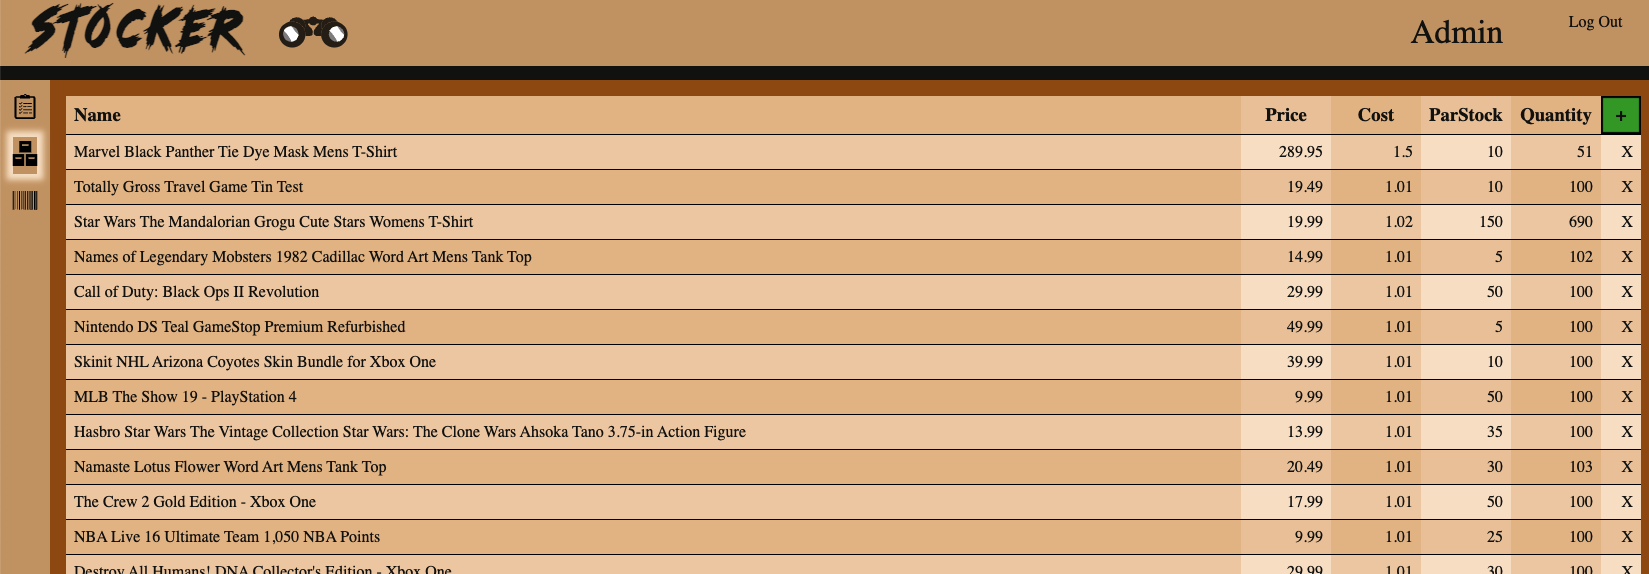 STOCKER Admin Log Out
Name Price Cost ParStock Quantity +
Marvel Black Panther Tie Dye Mask Mens T-Shirt 289.95 1.5 10 51 X
Totally Gross Travel Game Tin Test 19.49 1.01 10 100 X
Star Wars The Mandalorian Grogu Cute Stars Womens T-Shirt 19.99 1.02 150 690 X
Names of Legendary Mobsters 1982 Cadillac Word Art Mens Tank Top 14.99 1.01 5 102 X
Call of Duty: Black Ops II Revolution 29.99 1.01 50 100 X
Nintendo DS Teal GameStop Premium Refurbished 49.99 1.01 5 100 X
Skinit NHL Arizona Coyotes Skin Bundle for Xbox One 39.99 1.01 10 100 X
MLB The Show 19 - PlayStation 4 9.99 1.01 50 100 X
Hasbro Star Wars The Vintage Collection Star Wars: The Clone Wars Ahsoka Tano 3.75-in Action Figure 13.99 1.01 35 100 X
Namaste Lotus Flower Word Art Mens Tank Top 20.49 1.01 30 103 X
The Crew 2 Gold Edition - Xbox One 17.99 1.01 50 100 X
NBA Live 16 Ultimate Team 1,050 NBA Points 9.99 1.01 25 100 X
Destroy All Humans! DNA Collector's Edition - Xbox One 29.99 1.01 30 100 X